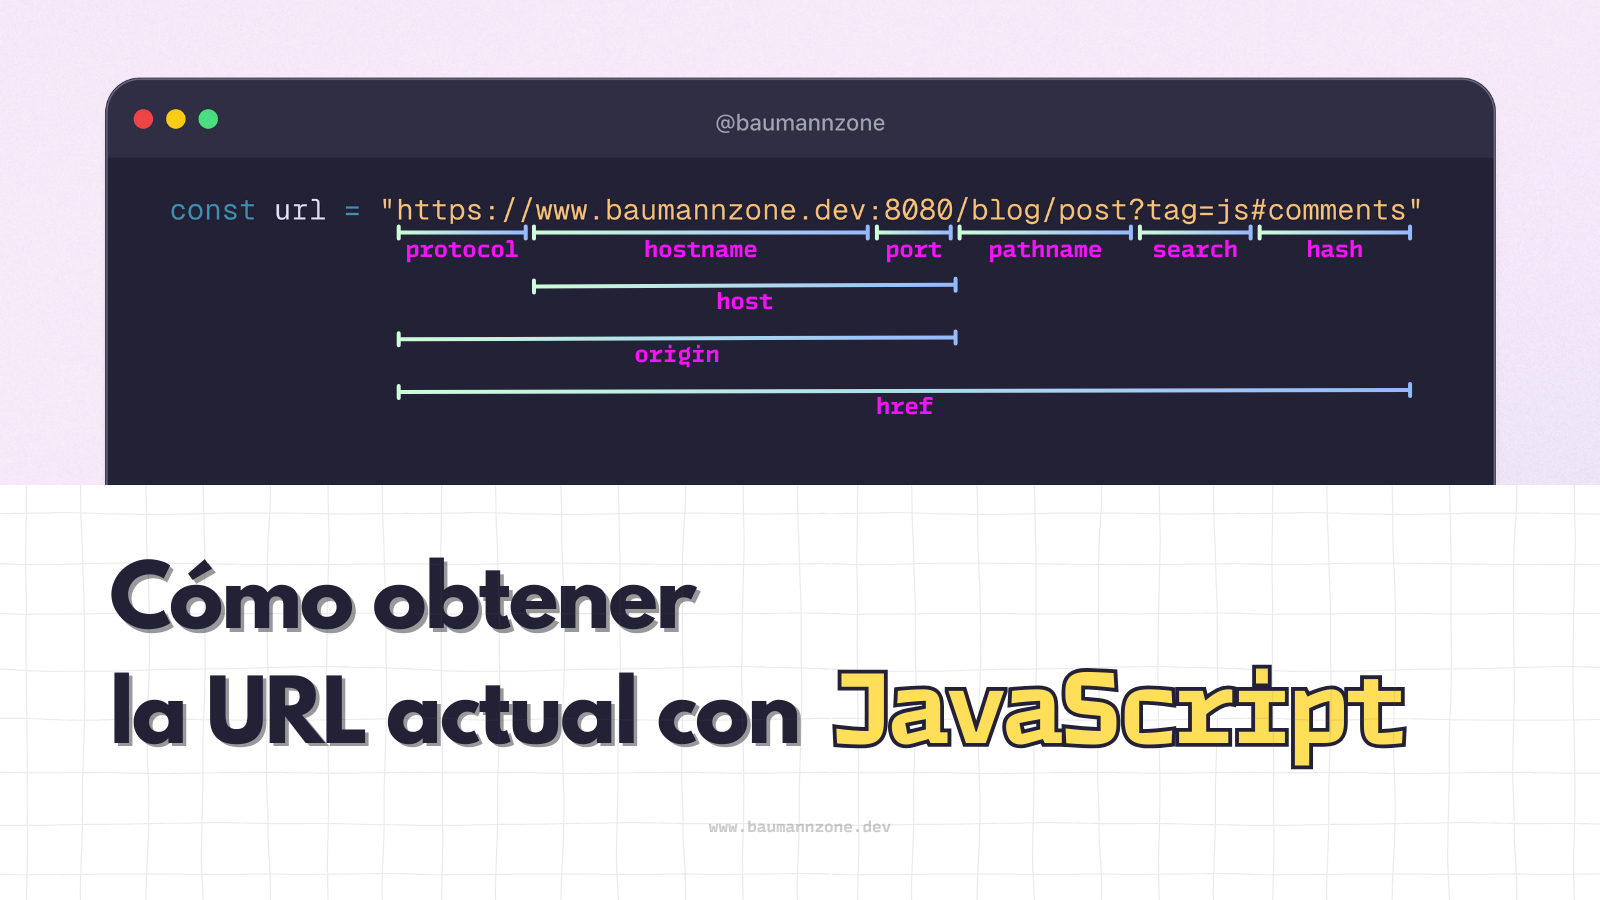 @baumannzone
const url = "https://www.baumannzone.dev:8080/blog/post?tag=js#comments"
protocol hostname port pathname search hash
host
origin
href
Cómo obtener
la URL actual con JavaScript
www.baumannzone.dev